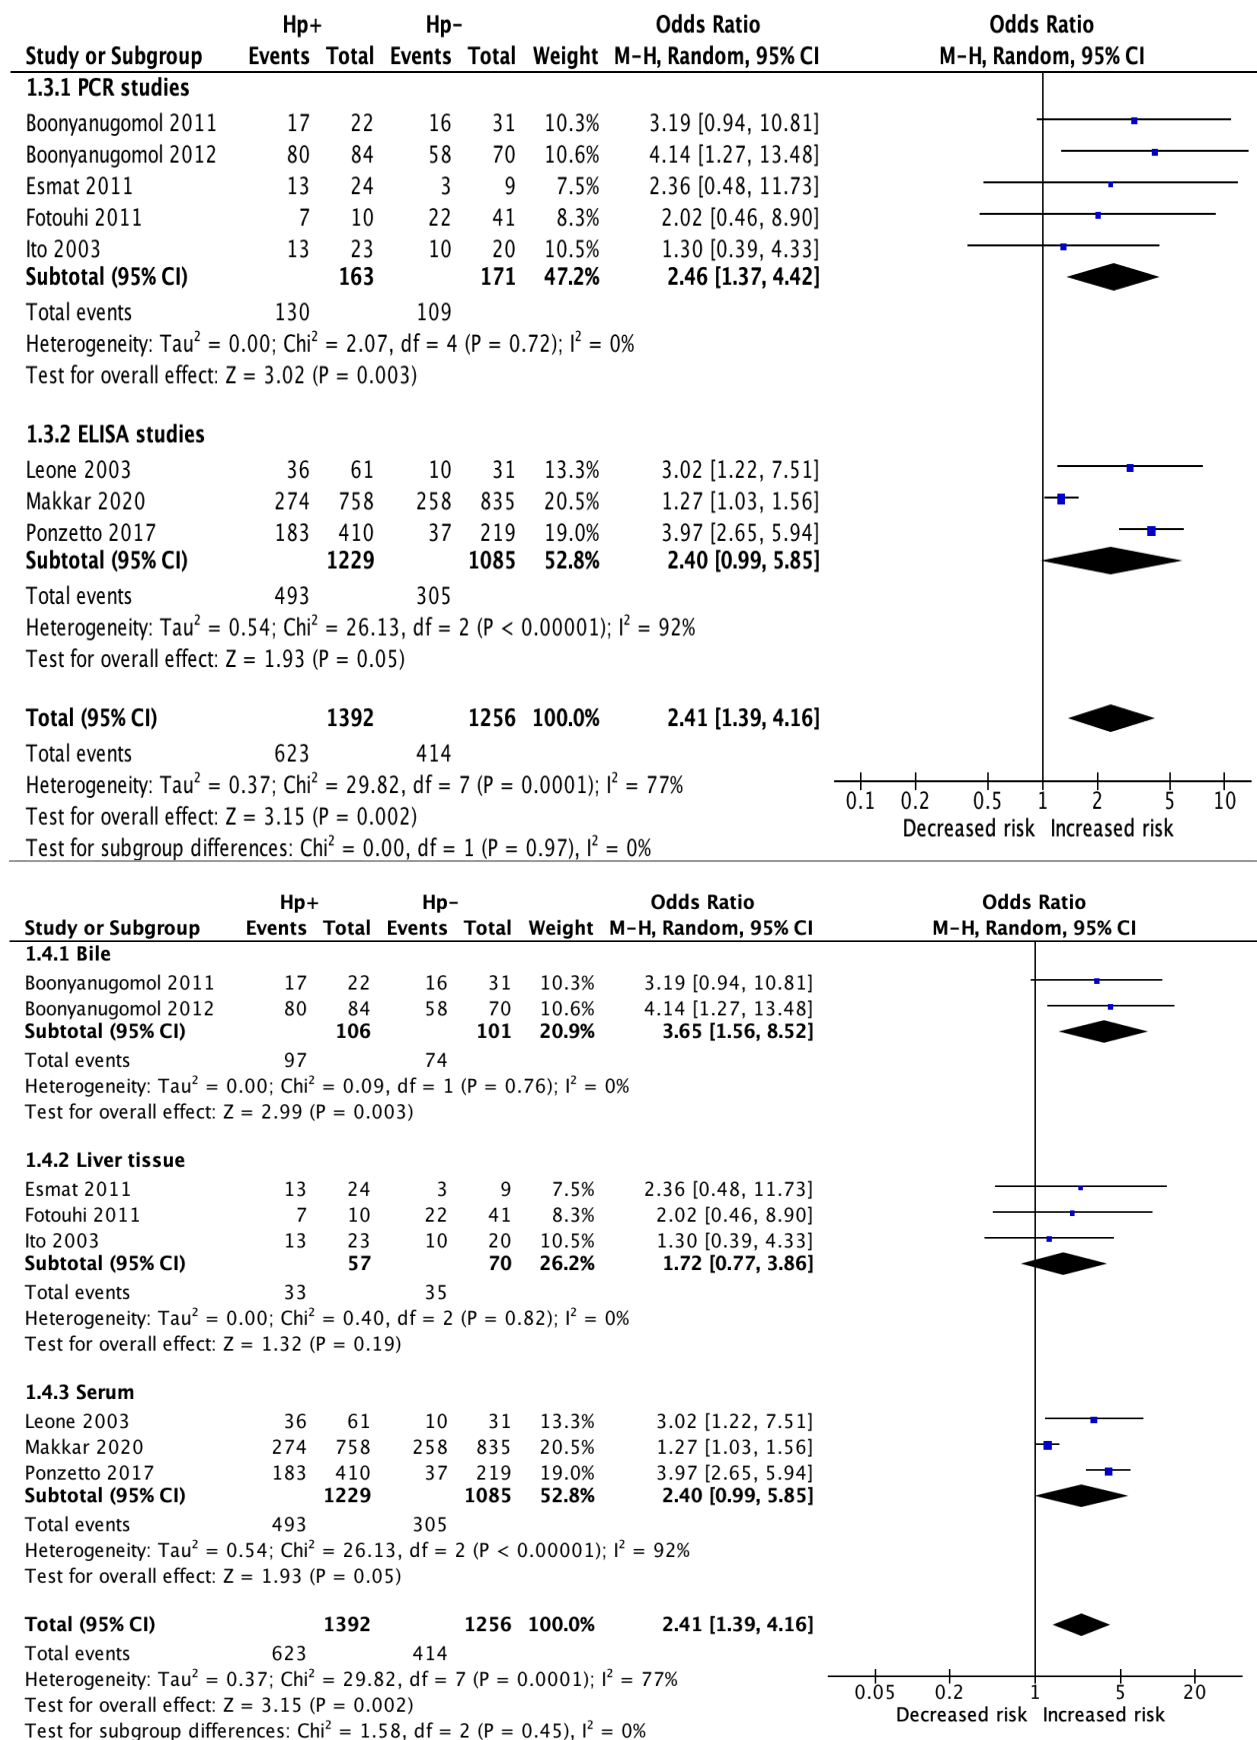 Hp+ Hp− Odds Ratio Odds Ratio
Study or Subgroup Events Total Events Total Weight M−H, Random, 95% CI M−H, Random, 95% CI
1.3.1 PCR studies
Boonyanugomol 2011 17 22 16 31 10.3% 3.19 [0.94, 10.81]
Boonyanugomol 2012 80 84 58 70 10.6% 4.14 [1.27, 13.48]
Esmat 2011 13 24 3 9 7.5% 2.36 [0.48, 11.73]
Fotouhi 2011 7 10 22 41 8.3% 2.02 [0.46, 8.90]
Ito 2003 13 23 10 20 10.5% 1.30 [0.39, 4.33]
Subtotal (95% CI) 163 171 47.2% 2.46 [1.37, 4.42]
Total events 130 109
Heterogeneity: Tau² = 0.00; Chi² = 2.07, df = 4 (P = 0.72); I² = 0%
Test for overall effect: Z = 3.02 (P = 0.003)
1.3.2 ELISA studies
Leone 2003 36 61 10 31 13.3% 3.02 [1.22, 7.51]
Makkar 2020 274 758 258 835 20.5% 1.27 [1.03, 1.56]
Ponzetto 2017 183 410 37 219 19.0% 3.97 [2.65, 5.94]
Subtotal (95% CI) 1229 1085 52.8% 2.40 [0.99, 5.85]
Total events 493 305
Heterogeneity: Tau² = 0.54; Chi² = 26.13, df = 2 (P < 0.00001); I² = 92%
Test for overall effect: Z = 1.93 (P = 0.05)
Total (95% CI) 1392 1256 100.0% 2.41 [1.39, 4.16]
Total events 623 414
Heterogeneity: Tau² = 0.37; Chi² = 29.82, df = 7 (P = 0.0001); I² = 77%
0.1 0.2 0.5 1 2 5 10
Test for overall effect: Z = 3.15 (P = 0.002)
Decreased risk Increased risk
Test for subgroup differences: Chi² = 0.00, df = 1 (P = 0.97), I² = 0%
Hp+ Hp− Odds Ratio Odds Ratio
Study or Subgroup Events Total Events Total Weight M−H, Random, 95% CI M−H, Random, 95% CI
1.4.1 Bile
Boonyanugomol 2011 17 22 16 31 10.3% 3.19 [0.94, 10.81]
Boonyanugomol 2012 80 84 58 70 10.6% 4.14 [1.27, 13.48]
Subtotal (95% CI) 106 101 20.9% 3.65 [1.56, 8.52]
Total events 97 74
Heterogeneity: Tau² = 0.00; Chi² = 0.09, df = 1 (P = 0.76); I² = 0%
Test for overall effect: Z = 2.99 (P = 0.003)
1.4.2 Liver tissue
Esmat 2011 13 24 3 9 7.5% 2.36 [0.48, 11.73]
Fotouhi 2011 7 10 22 41 8.3% 2.02 [0.46, 8.90]
Ito 2003 13 23 10 20 10.5% 1.30 [0.39, 4.33]
Subtotal (95% CI) 57 70 26.2% 1.72 [0.77, 3.86]
Total events 33 35
Heterogeneity: Tau² = 0.00; Chi² = 0.40, df = 2 (P = 0.82); I² = 0%
Test for overall effect: Z = 1.32 (P = 0.19)
1.4.3 Serum
Leone 2003 36 61 10 31 13.3% 3.02 [1.22, 7.51]
Makkar 2020 274 758 258 835 20.5% 1.27 [1.03, 1.56]
Ponzetto 2017 183 410 37 219 19.0% 3.97 [2.65, 5.94]
Subtotal (95% CI) 1229 1085 52.8% 2.40 [0.99, 5.85]
Total events 493 305
Heterogeneity: Tau² = 0.54; Chi² = 26.13, df = 2 (P < 0.00001); I² = 92%
Test for overall effect: Z = 1.93 (P = 0.05)
Total (95% CI) 1392 1256 100.0% 2.41 [1.39, 4.16]
Total events 623 414
Heterogeneity: Tau² = 0.37; Chi² = 29.82, df = 7 (P = 0.0001); I² = 77%
0.05 0.2 1 5 20
Test for overall effect: Z = 3.15 (P = 0.002)
Decreased risk Increased risk
Test for subgroup differences: Chi² = 1.58, df = 2 (P = 0.45), I² = 0%